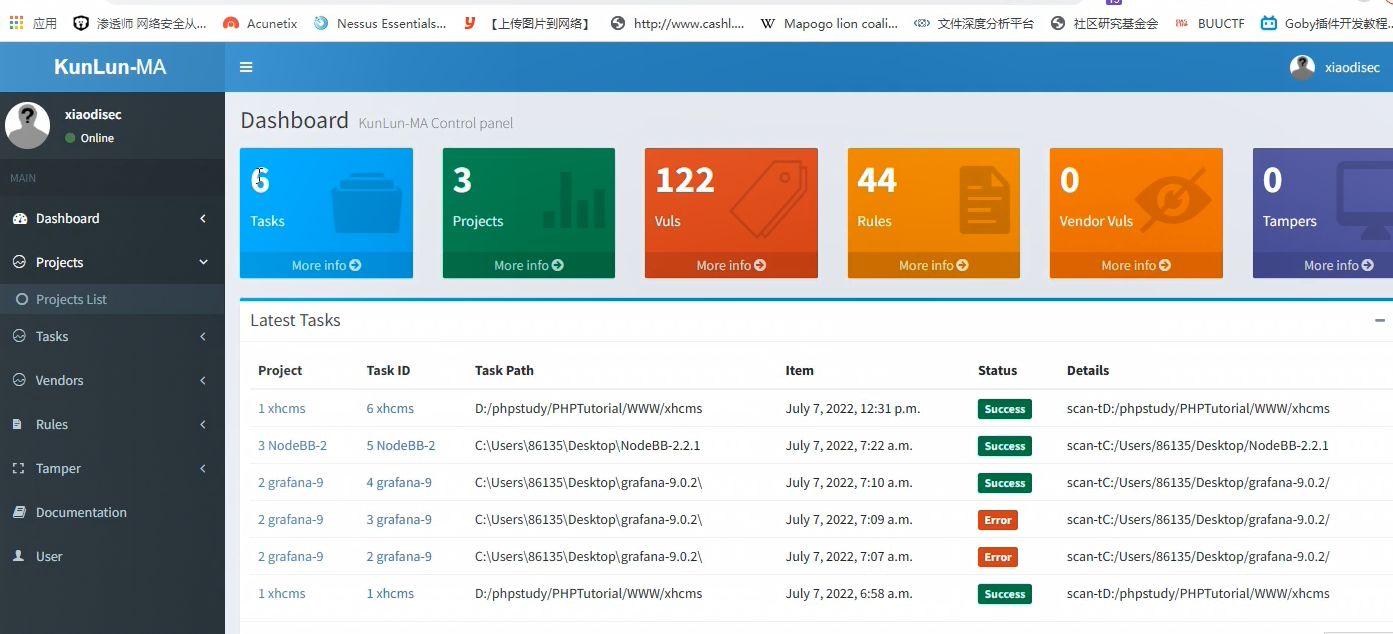 应用 渗透师 网络安全从... Acunetix Nessus Essentials... 【上传图片到网络】 http://www.cashl.... Mapogo lion coali... 文件深度分析平台 社区研究基金会 BUUCTF Goby插件开发教程...
KunLun-MA xiaodisec
xiaodisec
Online
MAIN
Dashboard
Projects
Projects List
Tasks
Vendors
Rules
Tamper
Documentation
User
Dashboard KunLun-MA Control panel
6 3 122 44 0 0
Tasks Projects Vuls Rules Vendor Vuls Tampers
More info More info More info More info More info More info
Latest Tasks
Project Task ID Task Path Item Status Details
1 xhcms 6 xhcms D:/phpstudy/PHPTutorial/WWW/xhcms July 7, 2022, 12:31 p.m. Success scan-tD:/phpstudy/PHPTutorial/WWW/xhcms
3 NodeBB-2 5 NodeBB-2 C:\Users\86135\Desktop\NodeBB-2.2.1 July 7, 2022, 7:22 a.m. Success scan-tC:/Users/86135/Desktop/NodeBB-2.2.1
2 grafana-9 4 grafana-9 C:\Users\86135\Desktop\grafana-9.0.2\ July 7, 2022, 7:10 a.m. Success scan-tC:/Users/86135/Desktop/grafana-9.0.2/
2 grafana-9 3 grafana-9 C:\Users\86135\Desktop\grafana-9.0.2\ July 7, 2022, 7:09 a.m. Error scan-tC:/Users/86135/Desktop/grafana-9.0.2/
2 grafana-9 2 grafana-9 C:\Users\86135\Desktop\grafana-9.0.2\ July 7, 2022, 7:07 a.m. Error scan-tC:/Users/86135/Desktop/grafana-9.0.2/
1 xhcms 1 xhcms D:/phpstudy/PHPTutorial/WWW/xhcms July 7, 2022, 6:58 a.m. Success scan-tD:/phpstudy/PHPTutorial/WWW/xhcms